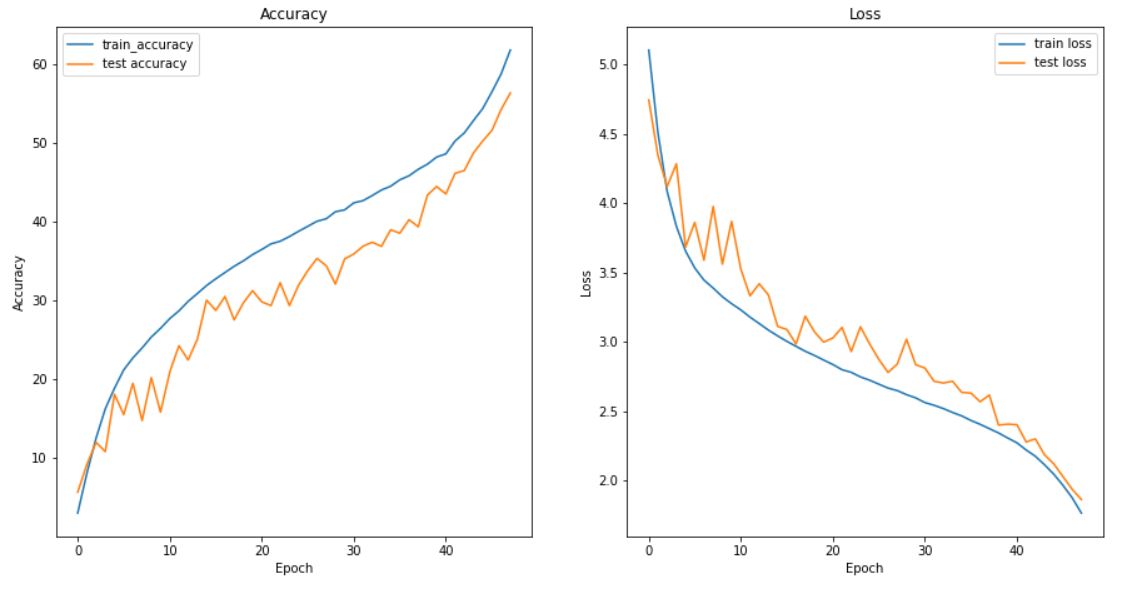 Accuracy
train_accuracy
test accuracy
60
50
40
30
20
10
Accuracy
0 10 20 30 40
Epoch
Loss
train loss
test loss
5.0
4.5
4.0
3.5
3.0
2.5
2.0
Loss
0 10 20 30 40
Epoch